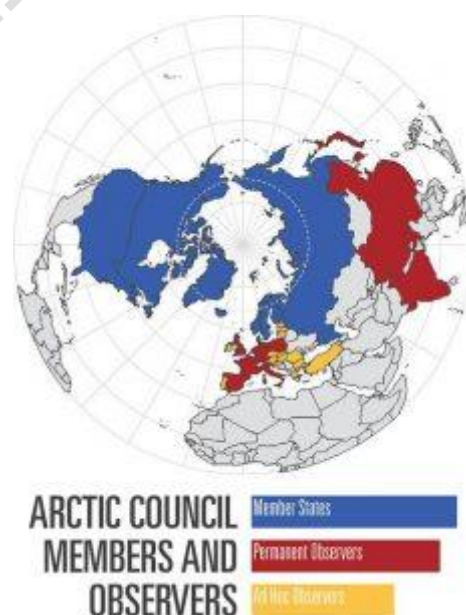 ARCTIC COUNCIL
MEMBERS AND
OBSERVERS
Member States
Permanent Observers
Ad Hoc Observers